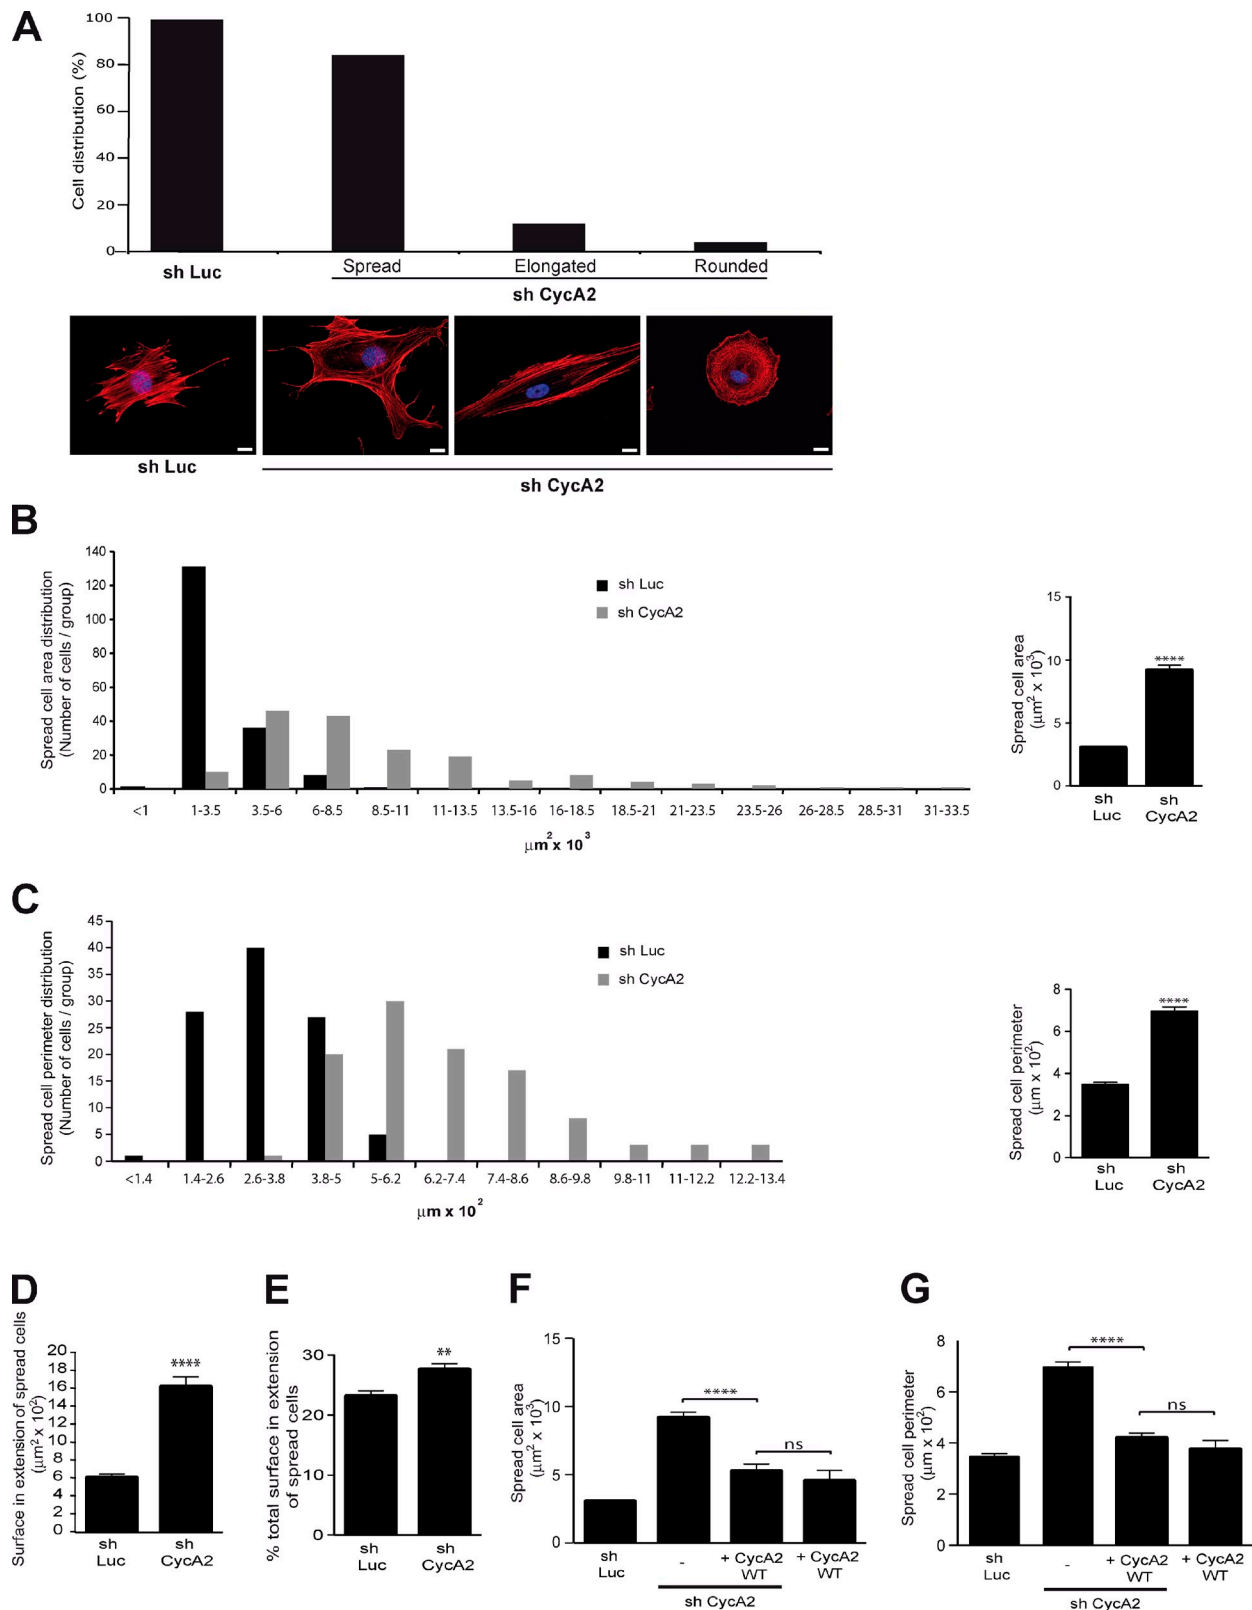 A
Cell distribution (%)
100
80
60
40
20
0
sh Luc
Spread
Elongated
Rounded
sh CycA2
sh Luc
sh CycA2
B
Spread cell area distribution
(Number of cells / group)
140
120
100
80
60
40
20
0
sh Luc
sh CycA2
<1 1-3.5 3.5-6 6-8.5 8.5-11 11-13.5 13.5-16 16-18.5 18.5-21 21-23.5 23.5-26 26-28.5 28.5-31 31-33.5
μm² x 10³
Spread cell area
(μm² x 10³)
15
10
5
0
****
sh
Luc
sh
CycA2
C
Spread cell perimeter distribution
(Number of cells / group)
45
40
35
30
25
20
15
10
5
0
sh Luc
sh CycA2
<1.4 1.4-2.6 2.6-3.8 3.8-5 5-6.2 6.2-7.4 7.4-8.6 8.6-9.8 9.8-11 11-12.2 12.2-13.4
μm x 10²
Spread cell perimeter
(μm x 10²)
8
6
4
2
0
****
sh
Luc
sh
CycA2
D
Surface in extension of spread cells
(μm² x 10²)
20
18
16
14
12
10
8
6
4
2
0
****
sh
Luc
sh
CycA2
E
% total surface in extension
of spread cells
30
20
10
0
**
sh
Luc
sh
CycA2
F
Spread cell area
(μm² x 10³)
15
10
5
0
****
ns
sh
Luc
-
+ CycA2
WT
+ CycA2
WT
sh CycA2
G
Spread cell perimeter
(μm x 10²)
8
6
4
2
0
****
ns
sh
Luc
-
+ CycA2
WT
+ CycA2
WT
sh CycA2